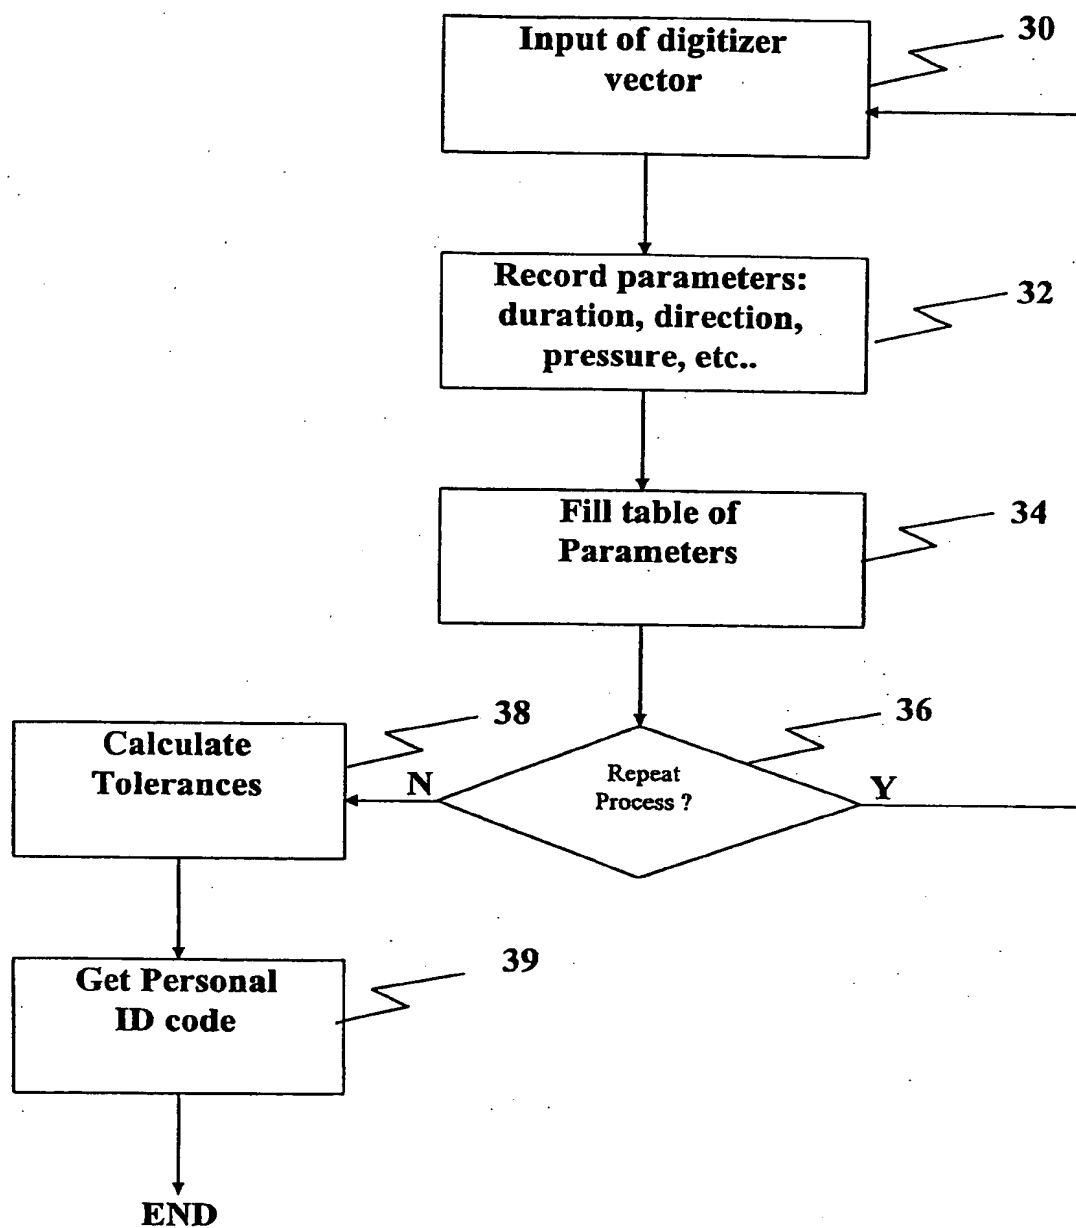 30
Input of digitizer
vector
32
Record parameters:
duration, direction,
pressure, etc..
34
Fill table of
Parameters
36
Repeat
Process ?
Y
N
38
Calculate
Tolerances
39
Get Personal
ID code
END